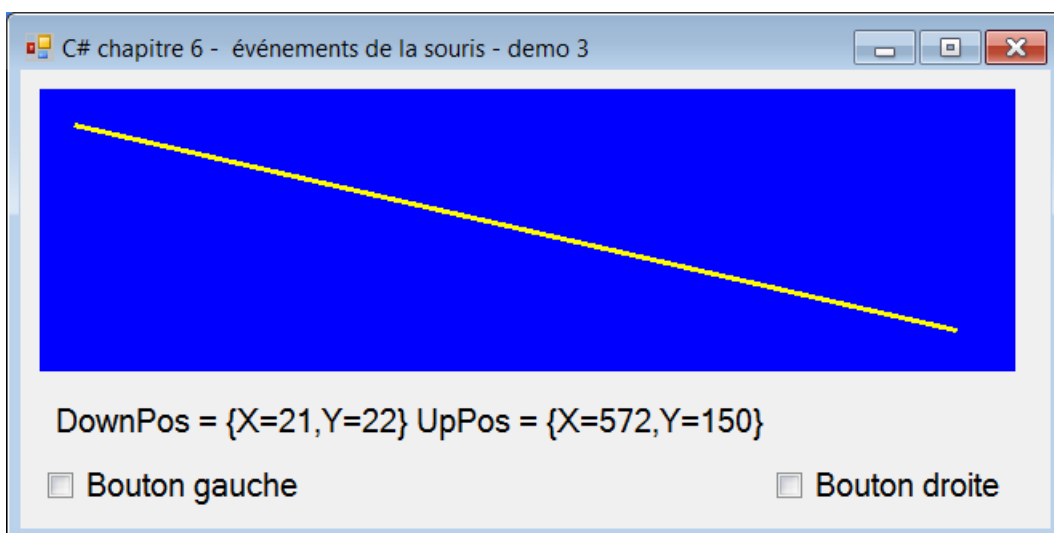 C# chapitre 6 -  événements de la souris - demo 3
DownPos = {X=21,Y=22} UpPos = {X=572,Y=150}
Bouton gauche
Bouton droite